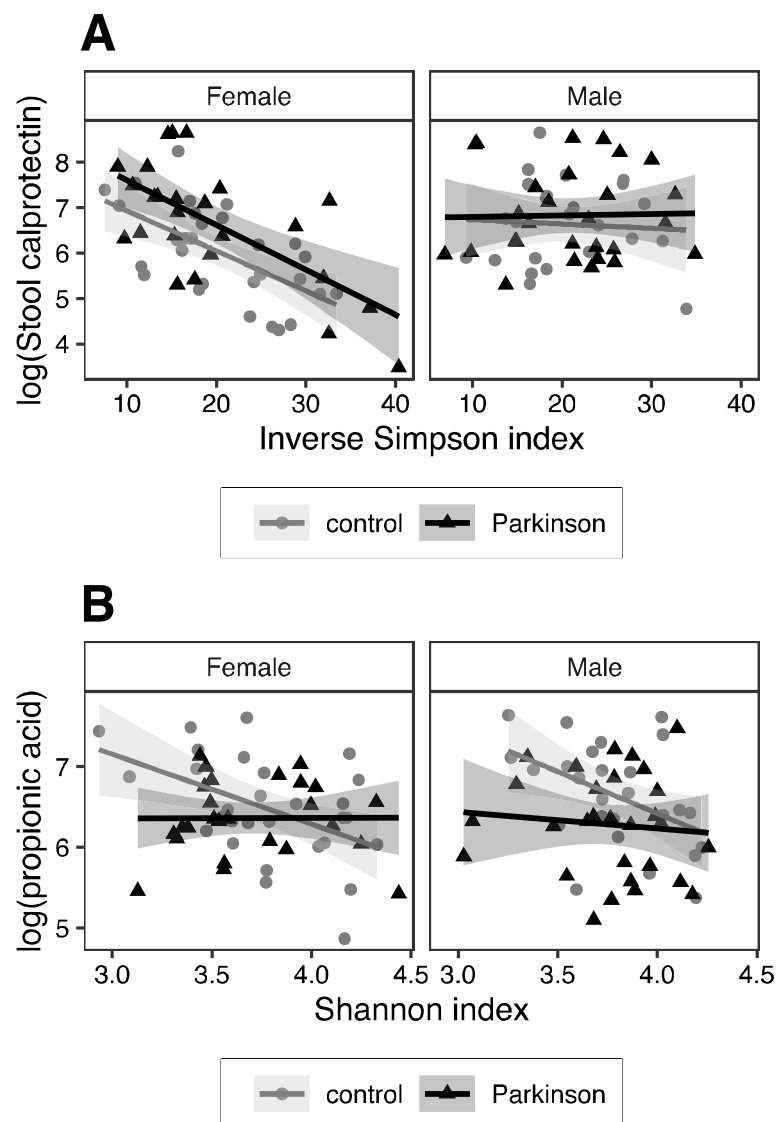 A
Female Male
log(Stool calprotectin)
8
7
6
5
4
10 20 30 40 10 20 30 40
Inverse Simpson index
control Parkinson
B
Female Male
log(propionic acid)
7
6
5
3.0 3.5 4.0 4.5 3.0 3.5 4.0 4.5
Shannon index
control Parkinson